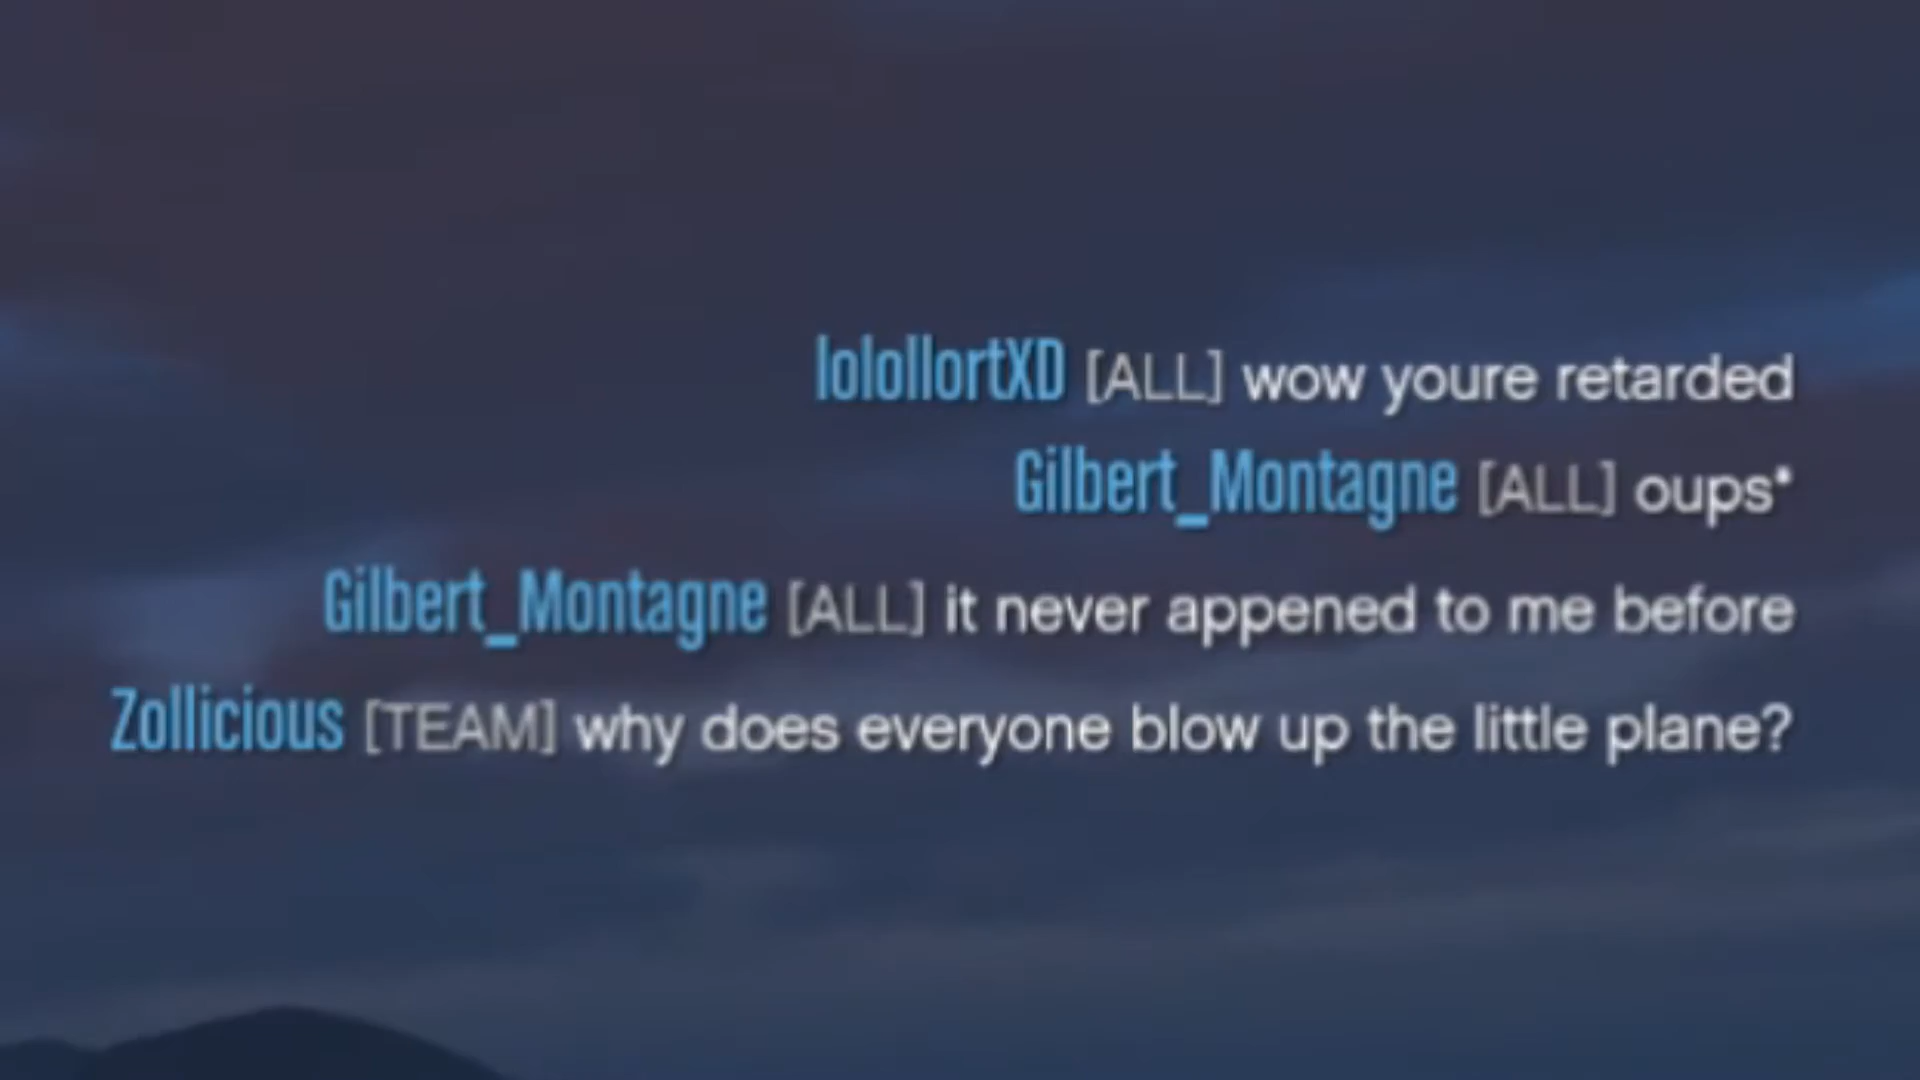 lolollortXD [ALL] wow youre retarded
Gilbert_Montagne [ALL] oups*
Gilbert_Montagne [ALL] it never appened to me before
Zollicious [TEAM] why does everyone blow up the little plane?